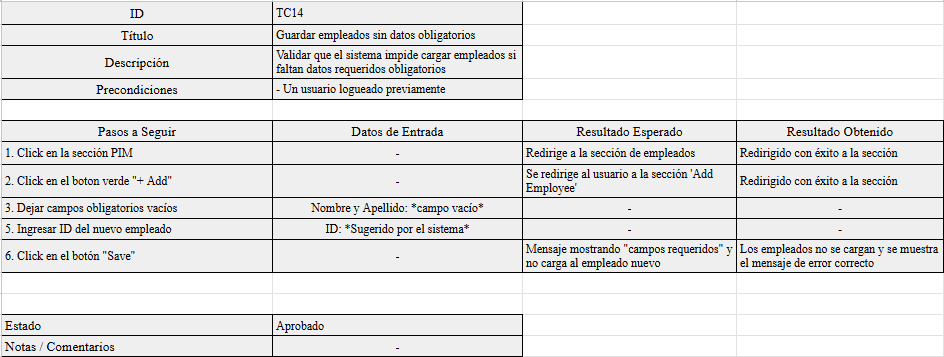 ID TC14
Título Guardar empleados sin datos obligatorios
Descripción Validar que el sistema impide cargar empleados si
faltan datos requeridos obligatorios
Precondiciones - Un usuario logueado previamente
Pasos a Seguir Datos de Entrada Resultado Esperado Resultado Obtenido
1. Click en la sección PIM - Redirige a la sección de empleados Redirigido con éxito a la sección
2. Click en el boton verde "+ Add" - Se redirige al usuario a la sección 'Add
Employee' Redirigido con éxito a la sección
3. Dejar campos obligatorios vacíos Nombre y Apellido: *campo vacío* - -
5. Ingresar ID del nuevo empleado ID: *Sugerido por el sistema* - -
6. Click en el botón "Save" - Mensaje mostrando "campos requeridos" y
no carga al empleado nuevo Los empleados no se cargan y se muestra
el mensaje de error correcto
Estado Aprobado
Notas / Comentarios -